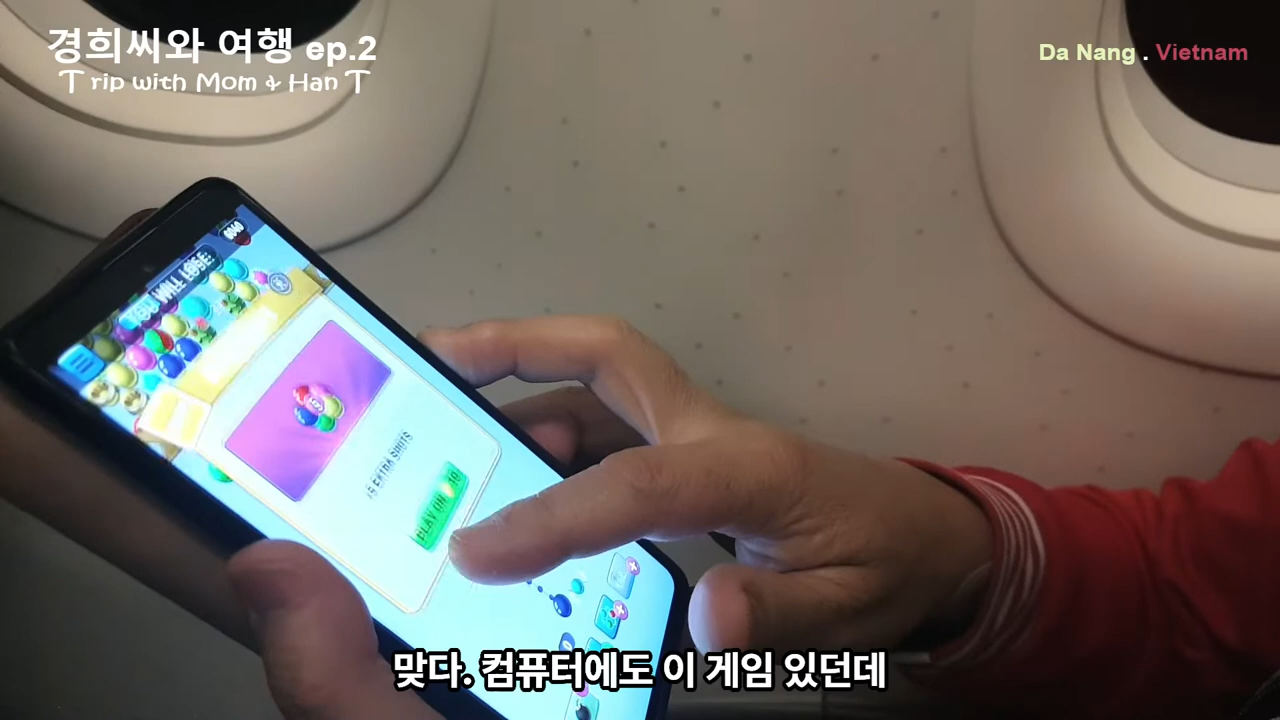 경희씨와 여행 ep.2
Trip with Mom & Han T
Da Nang . Vietnam
YOU WILL LOSE:
EXTRA SHOTS
PLAY ON
맞다. 컴퓨터에도 이 게임 있던데